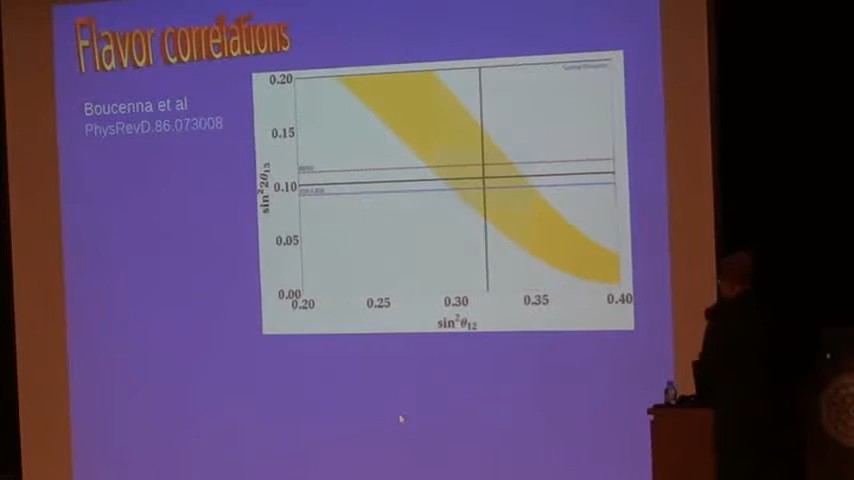 Flavor correlations
Boucenna et al
PhysRevD.86.073008
0.20
0.15
0.10
0.05
0.00
sin²2θ₁₃
0.20 0.25 0.30 0.35 0.40
sin²θ₁₂